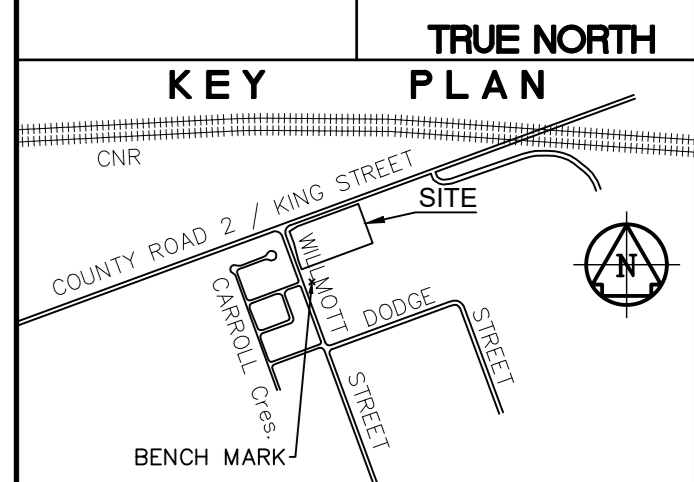 TRUE NORTH
KEY PLAN
CNR
COUNTY ROAD 2 / KING STREET
SITE
N
WILLMOTT
STREET
CARROLL Cres.
DODGE
STREET
BENCH MARK